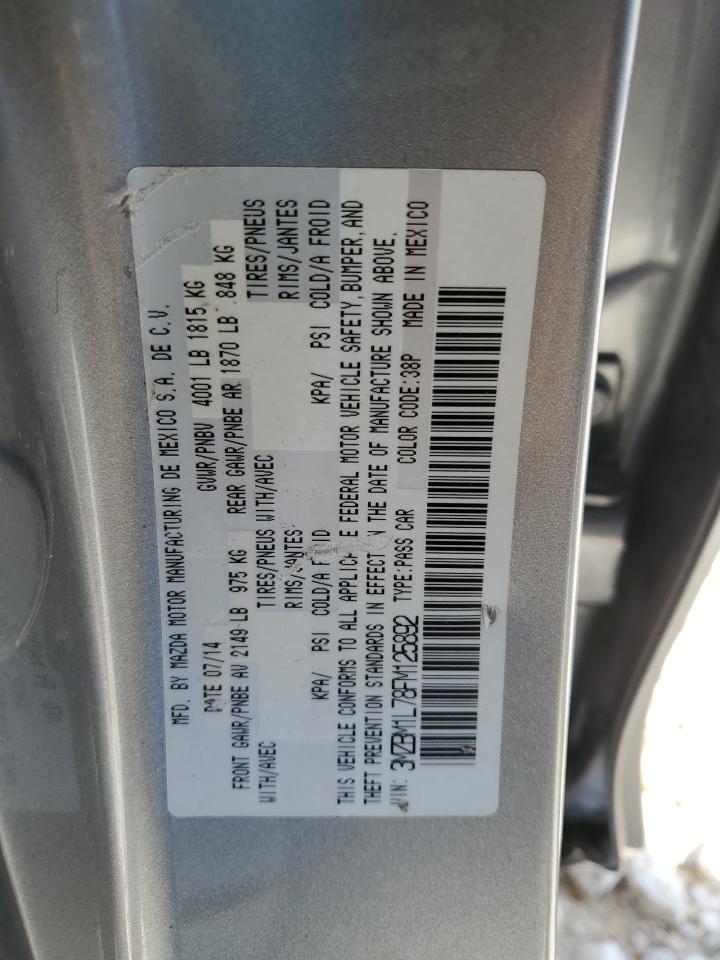 MFD. BY MAZDA MOTOR MANUFACTURING DE MEXICO S.A. DE C.V.
DATE 07/14 GVWR/PNBV 4001 LB 1815 KG
FRONT GAWR/PNBE AV 2149 LB 975 KG REAR GAWR/PNBE AR 1870 LB 848 KG
WITH/AVEC TIRES/PNEUS WITH/AVEC TIRES/PNEUS
RIMS/JANTES RIMS/JANTES
KPA/ PSI COLD/A FROID KPA/ PSI COLD/A FROID
THIS VEHICLE CONFORMS TO ALL APPLIC LE FEDERAL MOTOR VEHICLE SAFETY, BUMPER, AND
THEFT PREVENTION STANDARDS IN EFFECT ON THE DATE OF MANUFACTURE SHOWN ABOVE.
VIN: 3MZBM1L78FM125892 TYPE:PASS CAR COLOR CODE:38P MADE IN MEXICO